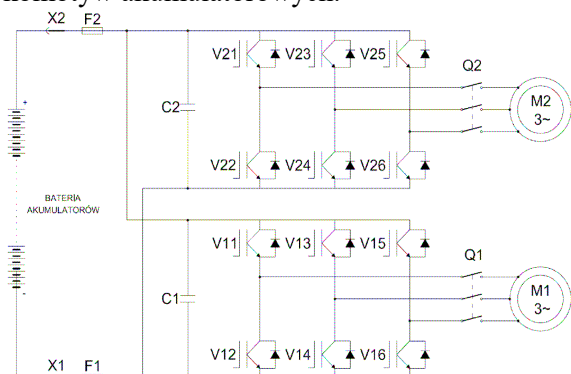 akumulatorowych.
X2 F2
V21 V23 V25
Q2
C2
M2
3~
+
V22 V24 V26
BATERIA
AKUMULATORÓW
V11 V13 V15
Q1
C1
M1
3~
-
V12 V14 V16
X1 F1